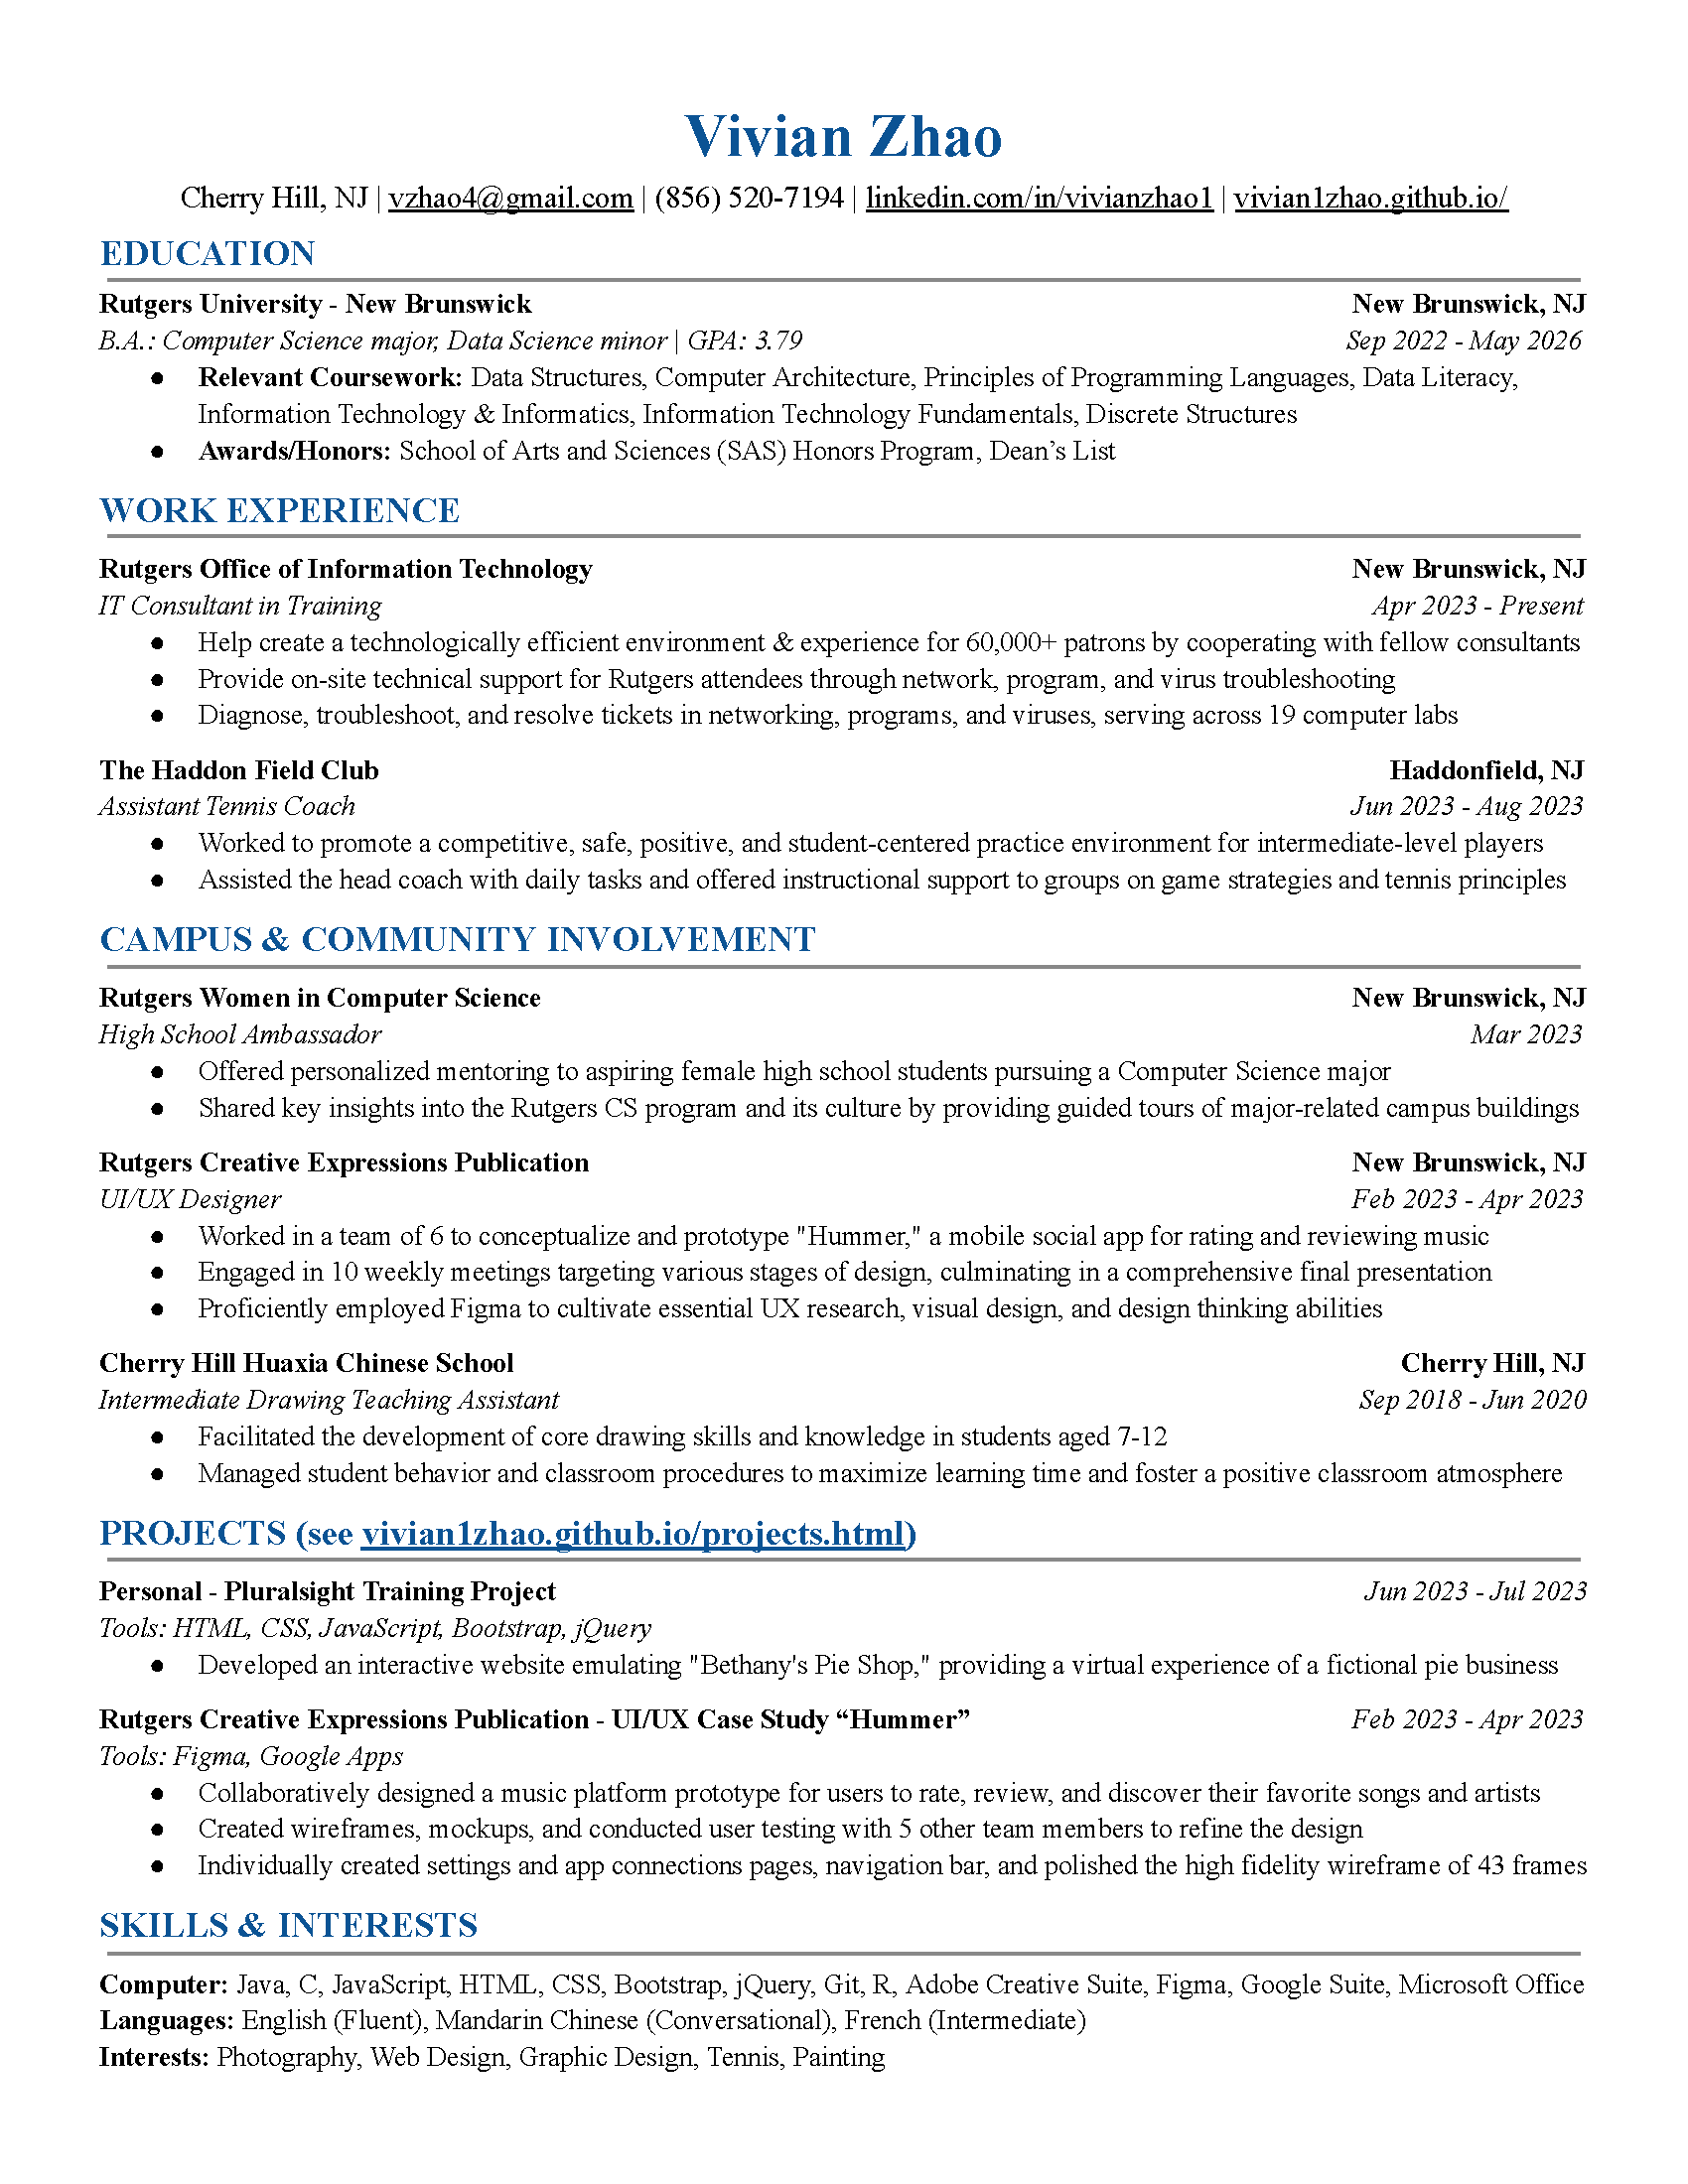 Vivian Zhao
Cherry Hill, NJ | vzhao4@gmail.com | (856) 520-7194 | linkedin.com/in/vivianzhao1 | vivian1zhao.github.io/
EDUCATION
Rutgers University - New Brunswick New Brunswick, NJ
B.A.: Computer Science major, Data Science minor | GPA: 3.79 Sep 2022 - May 2026
● Relevant Coursework: Data Structures, Computer Architecture, Principles of Programming Languages, Data Literacy,
Information Technology & Informatics, Information Technology Fundamentals, Discrete Structures
● Awards/Honors: School of Arts and Sciences (SAS) Honors Program, Dean’s List
WORK EXPERIENCE
Rutgers Office of Information Technology New Brunswick, NJ
IT Consultant in Training Apr 2023 - Present
● Help create a technologically efficient environment & experience for 60,000+ patrons by cooperating with fellow consultants
● Provide on-site technical support for Rutgers attendees through network, program, and virus troubleshooting
● Diagnose, troubleshoot, and resolve tickets in networking, programs, and viruses, serving across 19 computer labs
The Haddon Field Club Haddonfield, NJ
Assistant Tennis Coach Jun 2023 - Aug 2023
● Worked to promote a competitive, safe, positive, and student-centered practice environment for intermediate-level players
● Assisted the head coach with daily tasks and offered instructional support to groups on game strategies and tennis principles
CAMPUS & COMMUNITY INVOLVEMENT
Rutgers Women in Computer Science New Brunswick, NJ
High School Ambassador Mar 2023
● Offered personalized mentoring to aspiring female high school students pursuing a Computer Science major
● Shared key insights into the Rutgers CS program and its culture by providing guided tours of major-related campus buildings
Rutgers Creative Expressions Publication New Brunswick, NJ
UI/UX Designer Feb 2023 - Apr 2023
● Worked in a team of 6 to conceptualize and prototype "Hummer," a mobile social app for rating and reviewing music
● Engaged in 10 weekly meetings targeting various stages of design, culminating in a comprehensive final presentation
● Proficiently employed Figma to cultivate essential UX research, visual design, and design thinking abilities
Cherry Hill Huaxia Chinese School Cherry Hill, NJ
Intermediate Drawing Teaching Assistant Sep 2018 - Jun 2020
● Facilitated the development of core drawing skills and knowledge in students aged 7-12
● Managed student behavior and classroom procedures to maximize learning time and foster a positive classroom atmosphere
PROJECTS (see vivian1zhao.github.io/projects.html)
Personal - Pluralsight Training Project Jun 2023 - Jul 2023
Tools: HTML, CSS, JavaScript, Bootstrap, jQuery
● Developed an interactive website emulating "Bethany's Pie Shop," providing a virtual experience of a fictional pie business
Rutgers Creative Expressions Publication - UI/UX Case Study “Hummer” Feb 2023 - Apr 2023
Tools: Figma, Google Apps
● Collaboratively designed a music platform prototype for users to rate, review, and discover their favorite songs and artists
● Created wireframes, mockups, and conducted user testing with 5 other team members to refine the design
● Individually created settings and app connections pages, navigation bar, and polished the high fidelity wireframe of 43 frames
SKILLS & INTERESTS
Computer: Java, C, JavaScript, HTML, CSS, Bootstrap, jQuery, Git, R, Adobe Creative Suite, Figma, Google Suite, Microsoft Office
Languages: English (Fluent), Mandarin Chinese (Conversational), French (Intermediate)
Interests: Photography, Web Design, Graphic Design, Tennis, Painting